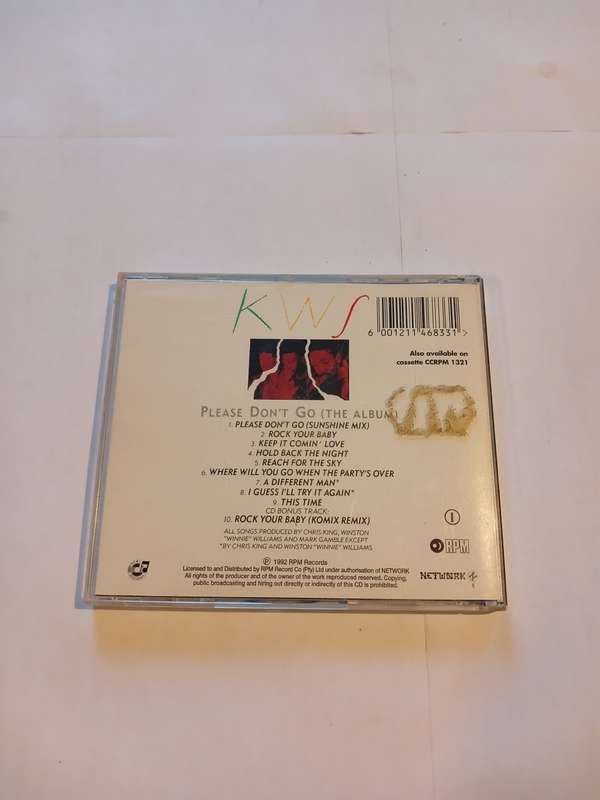 KWS
6 001211 468331 >
Also available on
cassette CCRPM 1321
PLEASE DON'T GO (THE ALBUM)
1. PLEASE DON'T GO (SUNSHINE MIX)
2. ROCK YOUR BABY
3. KEEP IT COMIN' LOVE
4. HOLD BACK THE NIGHT
5. REACH FOR THE SKY
6. WHERE WILL YOU GO WHEN THE PARTY'S OVER
7. A DIFFERENT MAN*
8. I GUESS I'LL TRY IT AGAIN*
9. THIS TIME
CD BONUS TRACK:
10. ROCK YOUR BABY (KOMIX REMIX)
ALL SONGS PRODUCED BY CHRIS KING, WINSTON
"WINNIE" WILLIAMS AND MARK GAMBLE EXCEPT
*BY CHRIS KING AND WINSTON "WINNIE" WILLIAMS
Ⓟ 1992 RPM Records
Licensed to and Distributed by RPM Record Co (Pty) Ltd under authorisation of NETWORK
All rights of the producer and of the owner of the work reproduced reserved. Copying,
public broadcasting and hiring out directly or indirectly of this CD is prohibited.
RPM
NETWORK